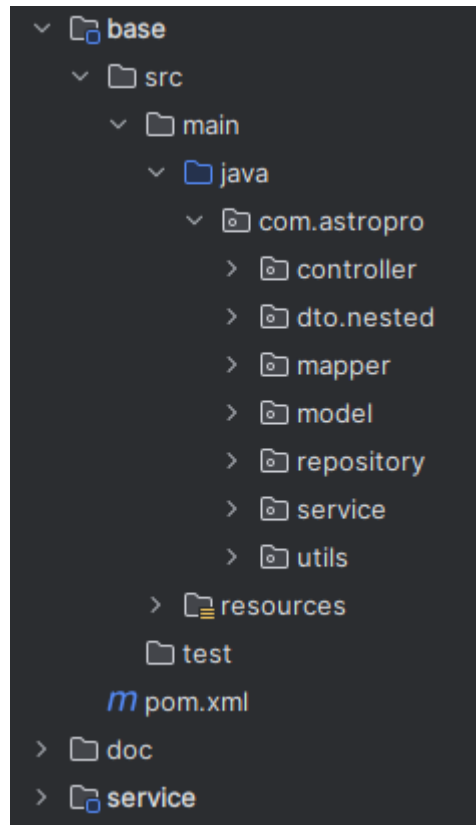 base
src
main
java
com.astropro
controller
dto.nested
mapper
model
repository
service
utils
resources
test
m pom.xml
doc
service